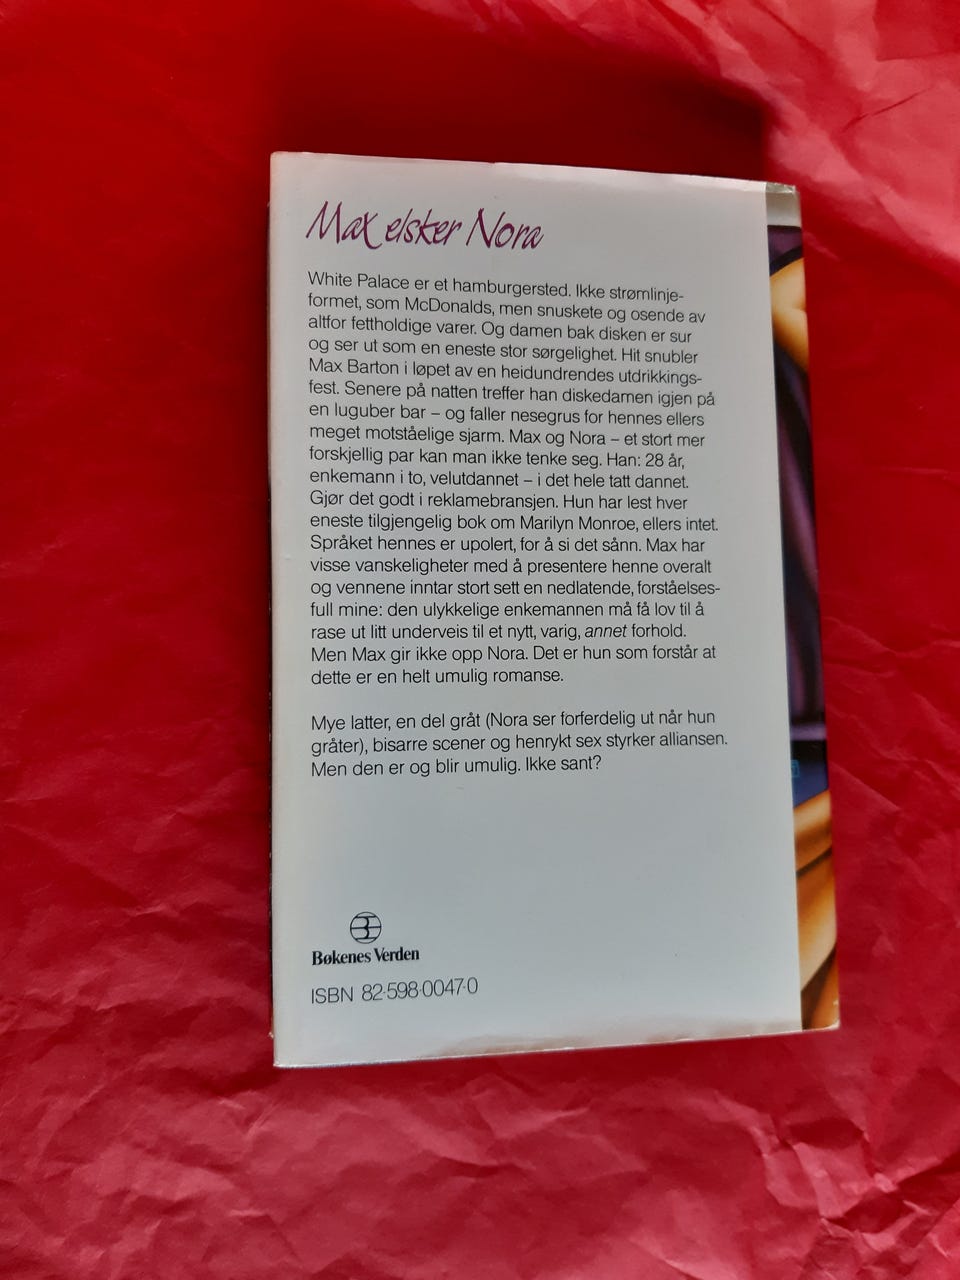 Max elsker Nora
White Palace er et hamburgersted. Ikke strømlinje-
formet, som McDonalds, men snuskete og osende av
altfor fettholdige varer. Og damen bak disken er sur
og ser ut som en eneste stor sørgelighet. Hit snubler
Max Barton i løpet av en heidundrendes utdrikkings-
fest. Senere på natten treffer han diskedamen igjen på
en luguber bar – og faller nesegrus for hennes ellers
meget motståelige sjarm. Max og Nora – et stort mer
forskjellig par kan man ikke tenke seg. Han: 28 år,
enkemann i to, velutdannet – i det hele tatt dannet.
Gjør det godt i reklamebransjen. Hun har lest hver
eneste tilgjengelig bok om Marilyn Monroe, ellers intet.
Språket hennes er upolert, for å si det sånn. Max har
visse vanskeligheter med å presentere henne overalt
og vennene inntar stort sett en nedlatende, forståelses-
full mine: den ulykkelige enkemannen må få lov til å
rase ut litt underveis til et nytt, varig, annet forhold.
Men Max gir ikke opp Nora. Det er hun som forstår at
dette er en helt umulig romanse.
Mye latter, en del gråt (Nora ser forferdelig ut når hun
gråter), bisarre scener og henrykt sex styrker alliansen.
Men den er og blir umulig. Ikke sant?
Bøkenes Verden
ISBN 82-598-0047-0